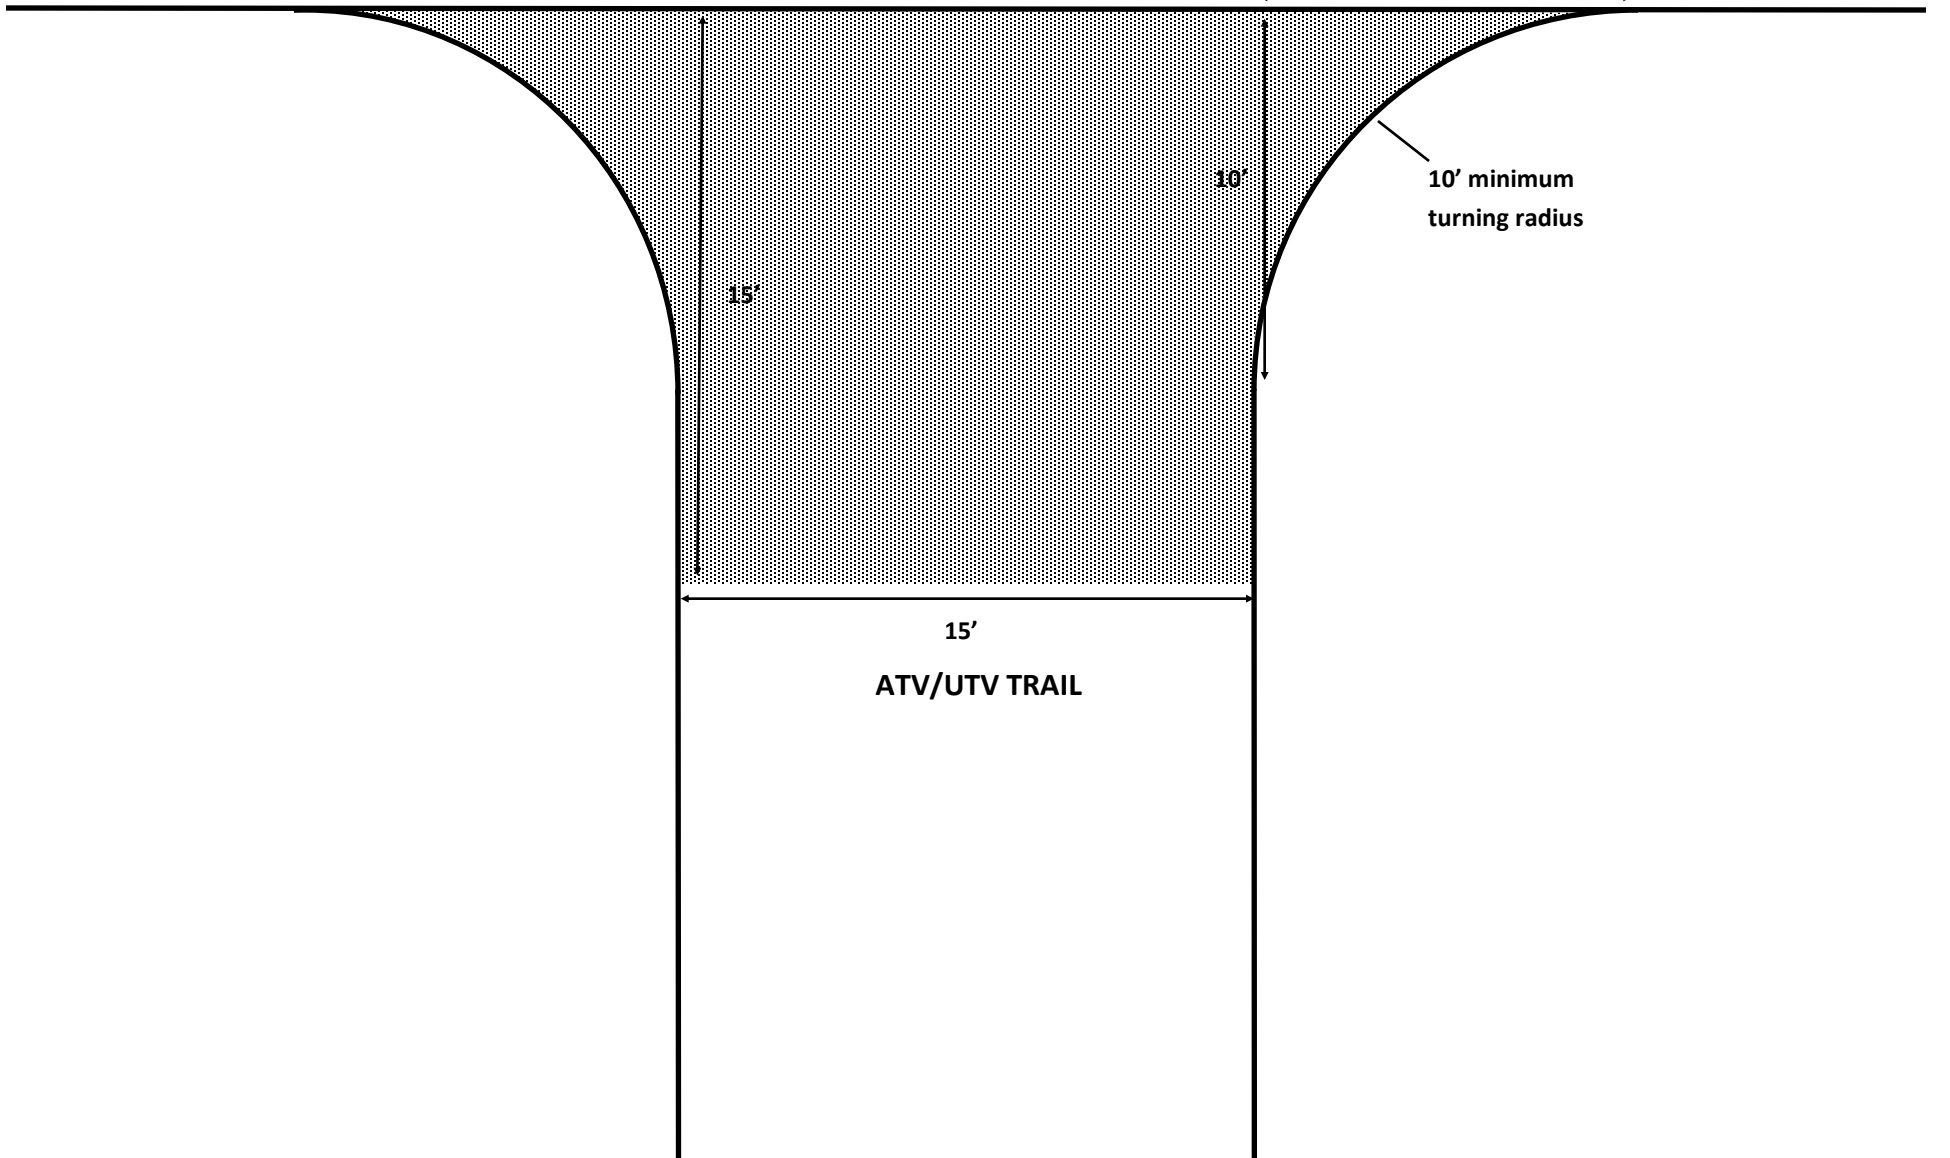 10’
10’ minimum
turning radius
15’
15’
ATV/UTV TRAIL